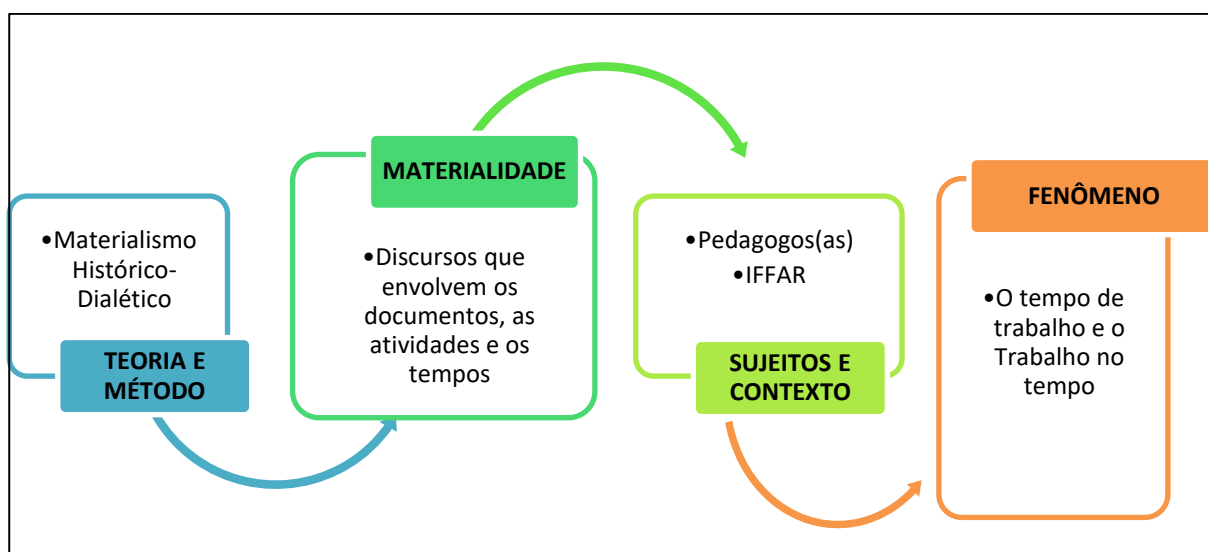 •Materialismo
Histórico-
Dialético
TEORIA E
MÉTODO
MATERIALIDADE
•Discursos que
envolvem os
documentos, as
atividades e os
tempos
•Pedagogos(as)
•IFFAR
SUJEITOS E
CONTEXTO
FENÔMENO
•O tempo de
trabalho e o
Trabalho no
tempo